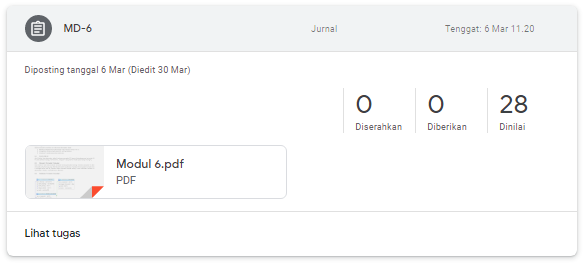 MD-6
Jurnal
Tenggat: 6 Mar 11.20
Diposting tanggal 6 Mar (Diedit 30 Mar)
0
Diserahkan
0
Diberikan
28
Dinilai
Modul 6.pdf
PDF
Lihat tugas